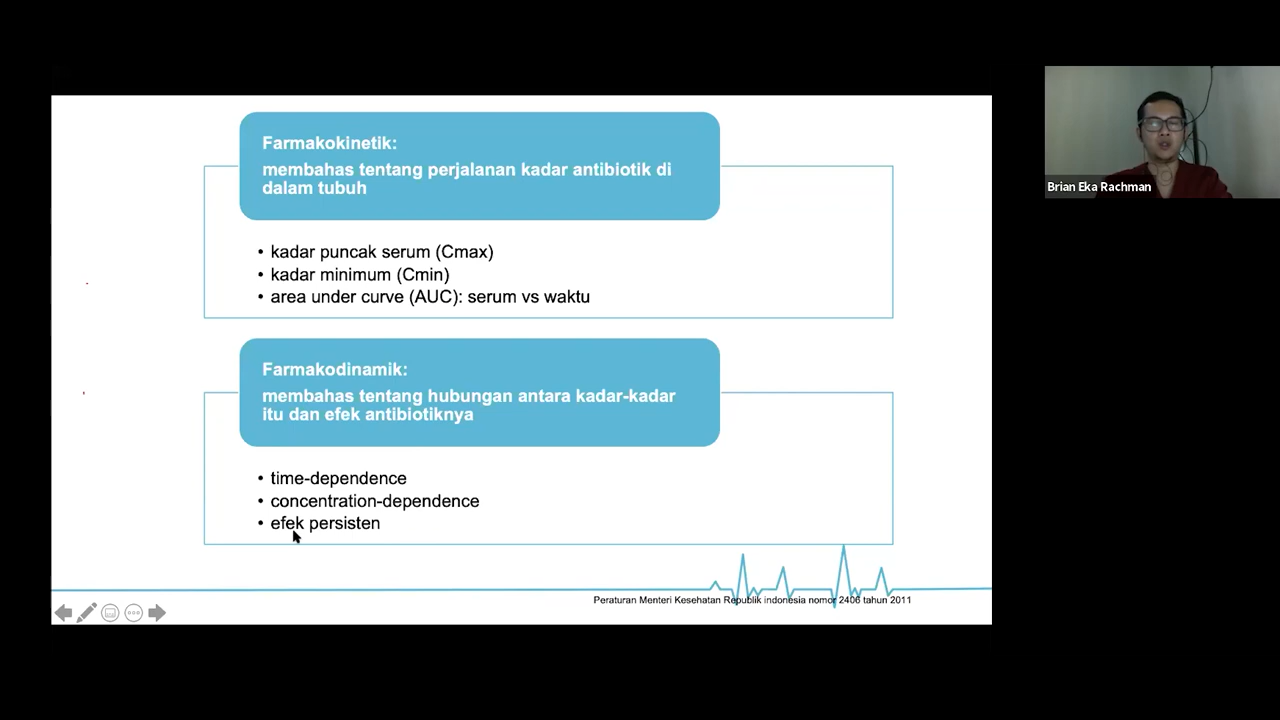 Farmakokinetik:
membahas tentang perjalanan kadar antibiotik di
dalam tubuh
• kadar puncak serum (Cmax)
• kadar minimum (Cmin)
• area under curve (AUC): serum vs waktu
Farmakodinamik:
membahas tentang hubungan antara kadar-kadar
itu dan efek antibiotiknya
• time-dependence
• concentration-dependence
• efek persisten
Peraturan Menteri Kesehatan Republik indonesia nomor 2406 tahun 2011
Brian Eka Rachman